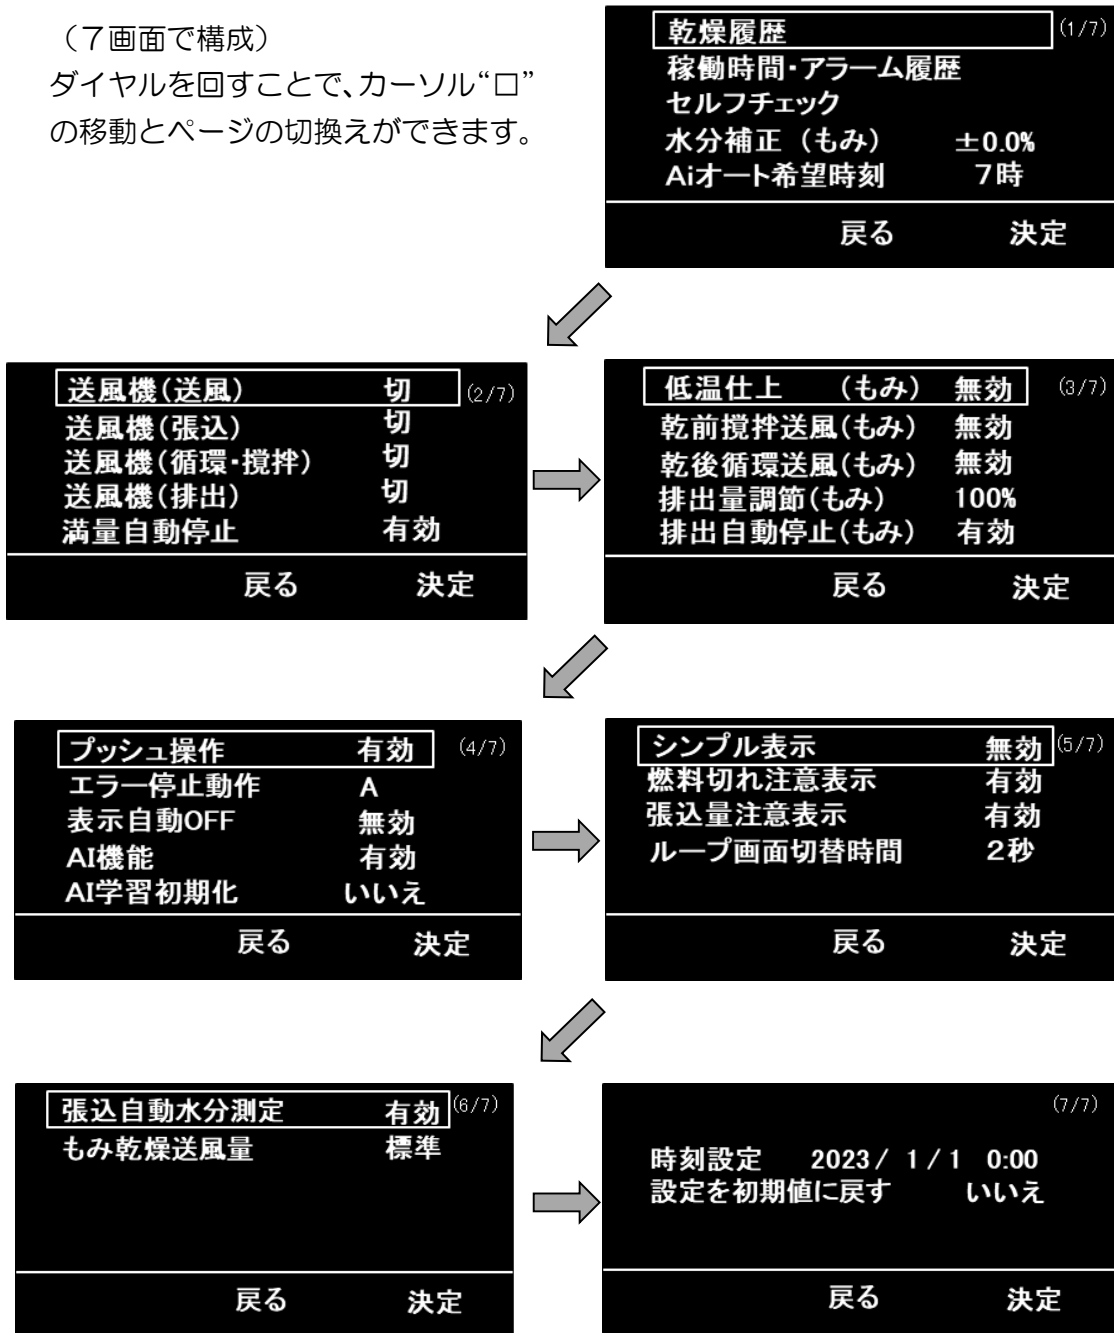 （7画面で構成）
ダイヤルを回すことで、カーソル“□”
の移動とページの切換えができます。
乾燥履歴 (1/7)
稼働時間・アラーム履歴
セルフチェック
水分補正（もみ） ±0.0%
Aiオート希望時刻 7時
戻る 決定
送風機(送風) 切 (2/7)
送風機(張込) 切
送風機(循環・撹拌) 切
送風機(排出) 切
満量自動停止 有効
戻る 決定
低温仕上 (もみ) 無効 (3/7)
乾前撹拌送風(もみ) 無効
乾後循環送風(もみ) 無効
排出量調節(もみ) 100%
排出自動停止(もみ) 有効
戻る 決定
プッシュ操作 有効 (4/7)
エラー停止動作 A
表示自動OFF 無効
AI機能 有効
AI学習初期化 いいえ
戻る 決定
シンプル表示 無効 (5/7)
燃料切れ注意表示 有効
張込量注意表示 有効
ループ画面切替時間 2秒
戻る 決定
張込自動水分測定 有効 (6/7)
もみ乾燥送風量 標準
戻る 決定
(7/7)
時刻設定 2023/ 1/1 0:00
設定を初期値に戻す いいえ
戻る 決定